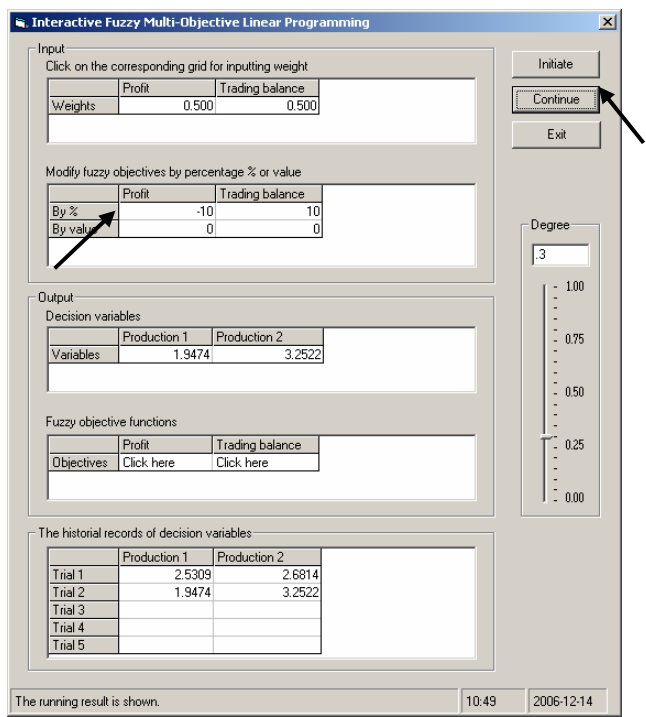 Interactive Fuzzy Multi-Objective Linear Programming
Input
Click on the corresponding grid for inputting weight
Profit Trading balance
Weights 0.500 0.500
Modify fuzzy objectives by percentage % or value
Profit Trading balance
By % -10 10
By value 0 0
Initiate
Continue
Exit
Degree
.3
1.00
0.75
0.50
0.25
0.00
Output
Decision variables
Production 1 Production 2
Variables 1.9474 3.2522
Fuzzy objective functions
Profit Trading balance
Objectives Click here Click here
The historial records of decision variables
Production 1 Production 2
Trial 1 2.5309 2.6814
Trial 2 1.9474 3.2522
Trial 3
Trial 4
Trial 5
The running result is shown. 10:49 2006-12-14